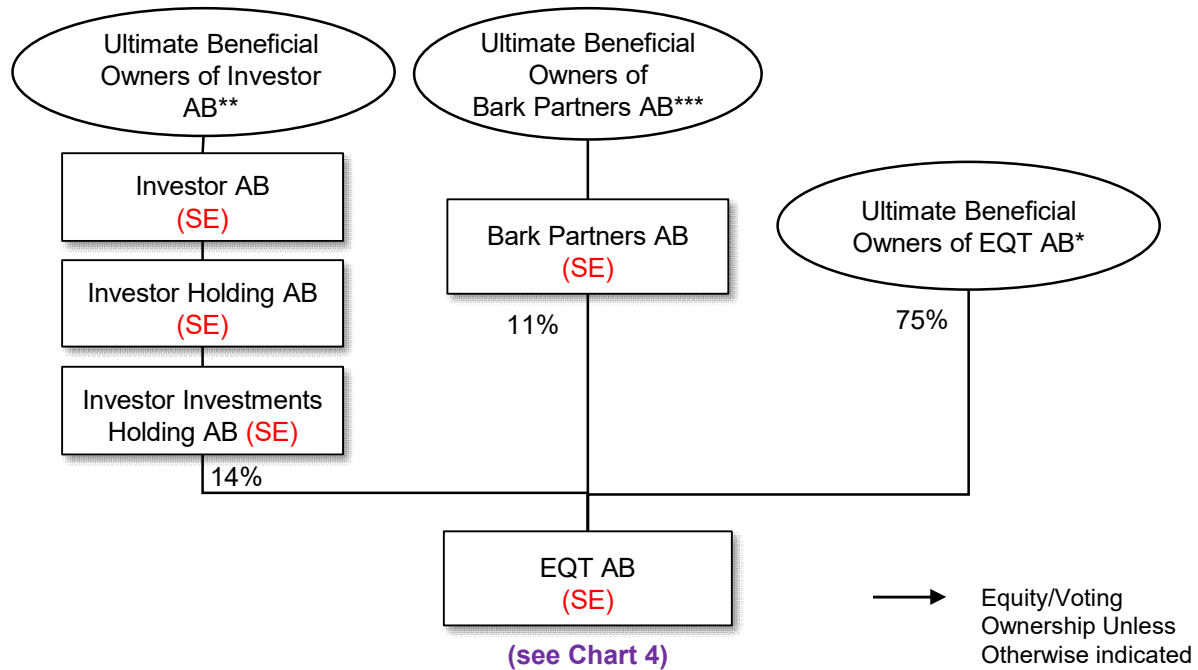 Ultimate Beneficial
Owners of Investor
AB**
Investor AB
(SE)
Investor Holding AB
(SE)
Investor Investments
Holding AB (SE)
14%
Ultimate Beneficial
Owners of
Bark Partners AB***
Bark Partners AB
(SE)
11%
Ultimate Beneficial
Owners of EQT AB*
75%
EQT AB
(SE)
(see Chart 4)
Equity/Voting
Ownership Unless
Otherwise indicated